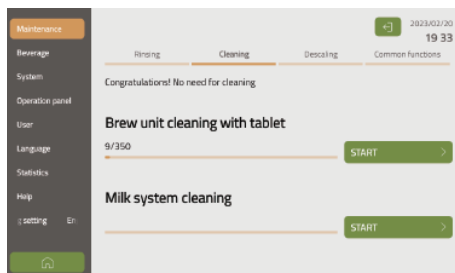 Maintenance
Beverage
System
Operation panel
User
Language
Statistics
Help
setting En
2023/02/20
19 33
Rinsing Cleaning Descaling Common functions
Congratulations! No need for cleaning
Brew unit cleaning with tablet
9/350
START
Milk system cleaning
START